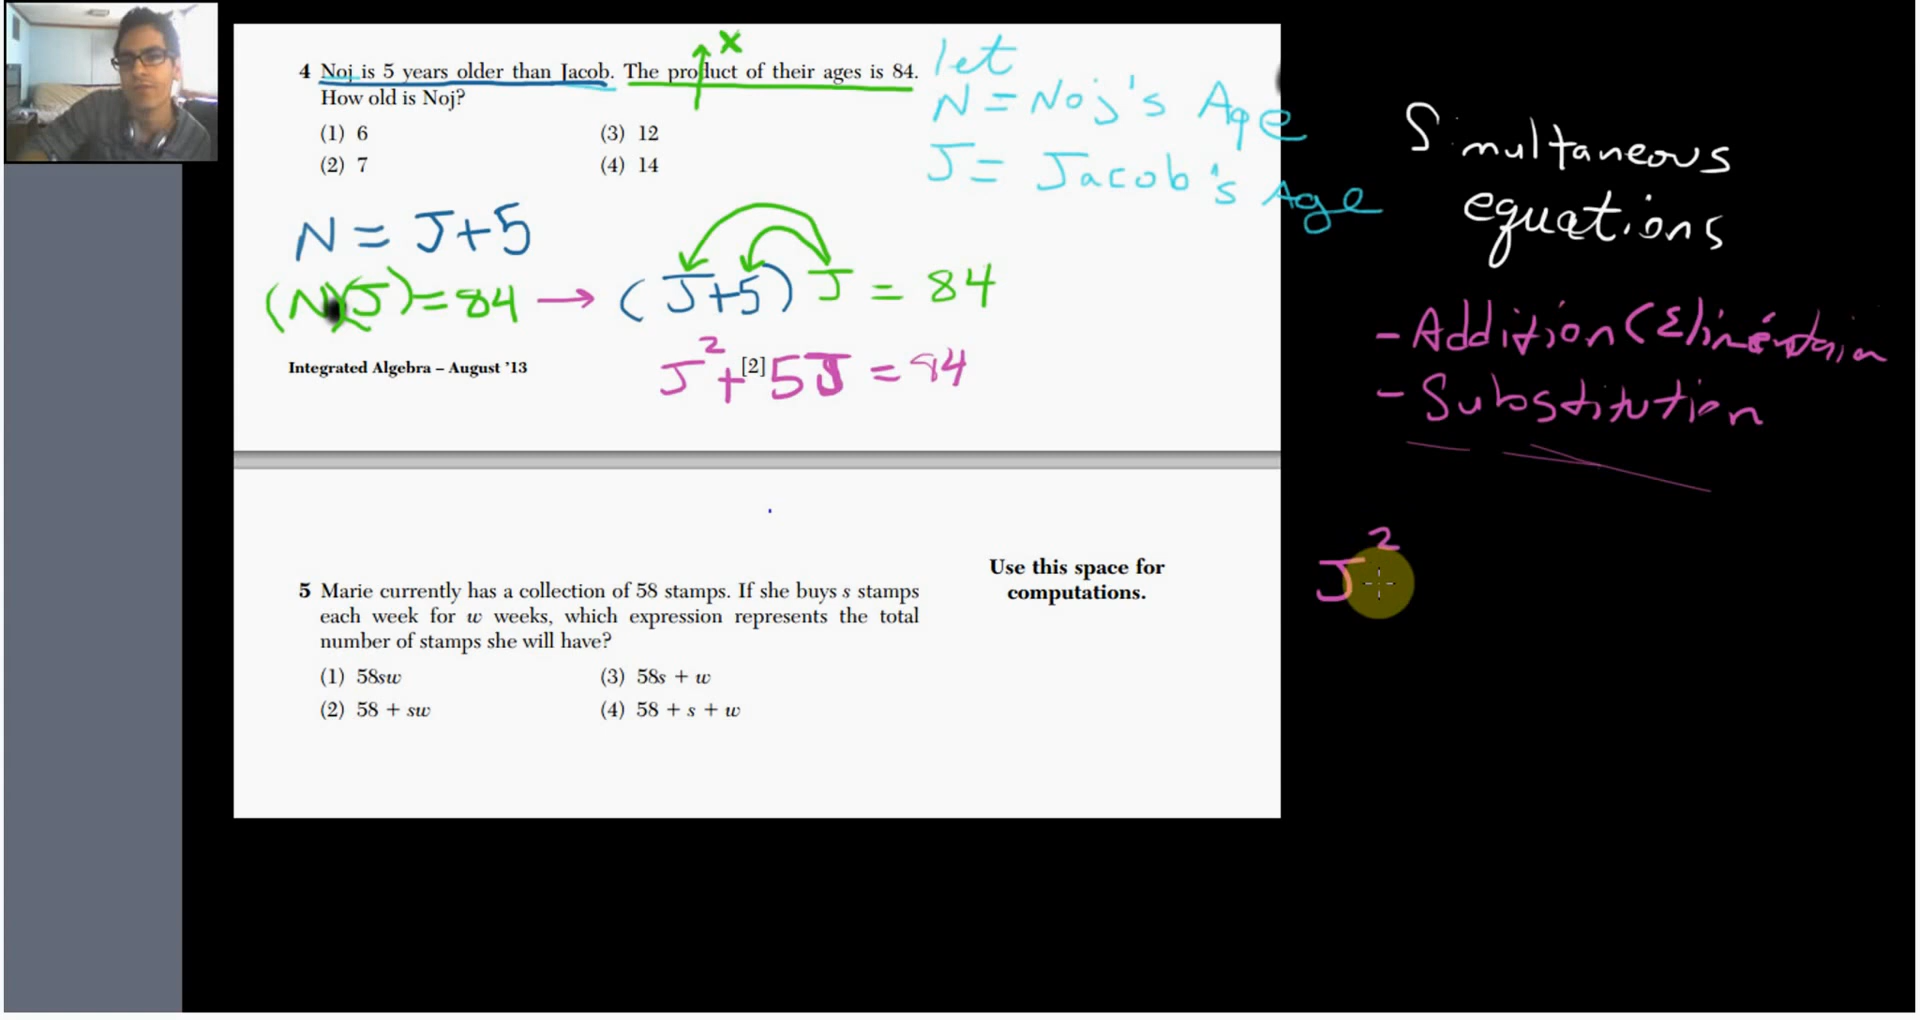 4 Noj is 5 years older than Jacob. The product of their ages is 84.
How old is Noj?
(1) 6 (3) 12
(2) 7 (4) 14
x
let
N = Noj's Age
J = Jacob's Age
N = J+5
(N)(J) = 84 → (J+5) J = 84
J² + 5J = 84
Integrated Algebra – August '13 [2]
Simultaneous
equations
- Addition
- Substitution
J²
5 Marie currently has a collection of 58 stamps. If she buys s stamps
each week for w weeks, which expression represents the total
number of stamps she will have?
(1) 58sw (3) 58s + w
(2) 58 + sw (4) 58 + s + w
Use this space for
computations.